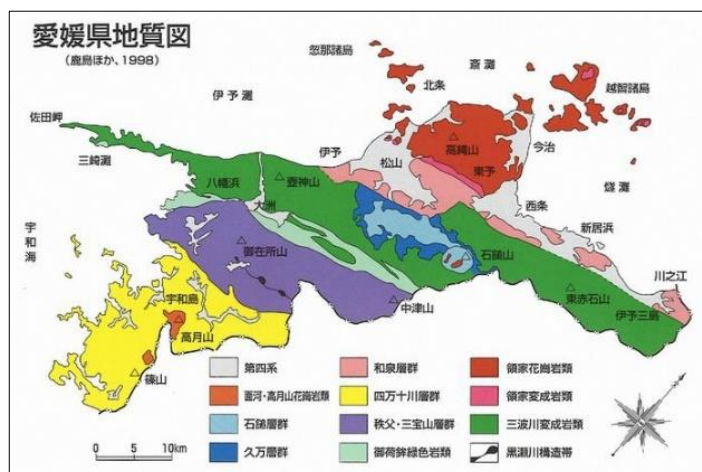 愛媛県地質図
(鹿島ほか、1998)
忽那諸島
斎灘
北条
越智諸島
伊予灘
佐田岬
高縄山
今治
三崎灘
伊予
松山
東予
燧灘
八幡浜
壺神山
西条
大洲
新居浜
宇和海
御在所山
石鎚山
川之江
宇和島
中津山
東赤石山
伊予三島
高月山
篠山
第四系
和泉層群
領家花崗岩類
面河・高月山花崗岩類
四万十川層群
領家変成岩類
石鎚層群
秩父・三宝山層群
三波川変成岩類
久万層群
御荷鉾緑色岩類
黒瀬川構造帯
0 5 10km